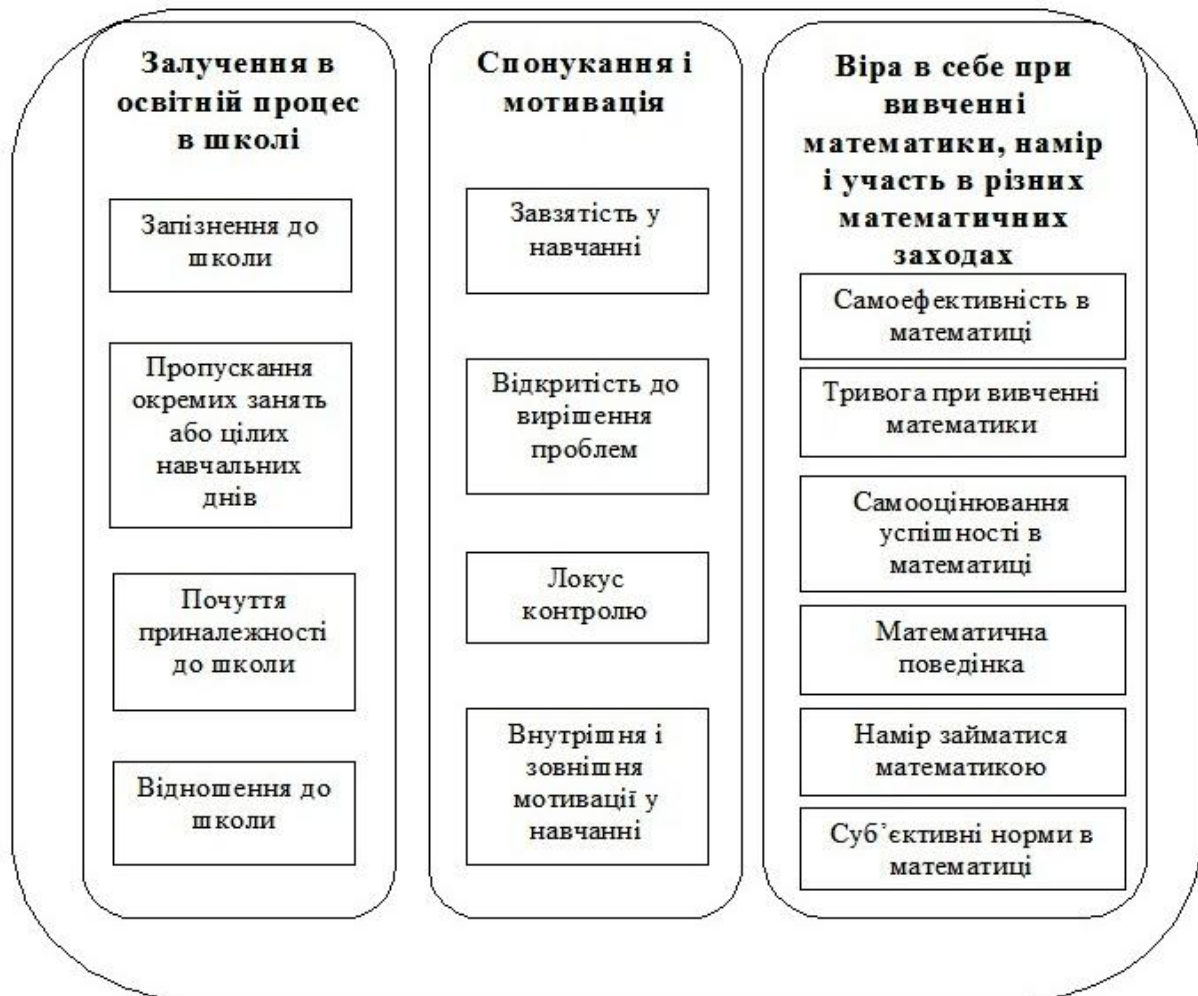 Залучення в
освітній процес
в школі
Запізнення до
школи
Пропускання
окремих занять
або цілих
навчальних
днів
Почуття
приналежності
до школи
Відношення до
школи
Спонукання і
мотивація
Завзятість у
навчанні
Відкритість до
вирішення
проблем
Локус
контролю
Внутрішня і
зовнішня
мотивації у
навчанні
Віра в себе при
вивченні
математики, намір
і участь в різних
математичних
заходах
Самоефективність в
математиці
Тривога при вивченні
математики
Самооцінювання
успішності в
математиці
Математична
поведінка
Намір займатися
математикою
Суб’єктивні норми в
математиці